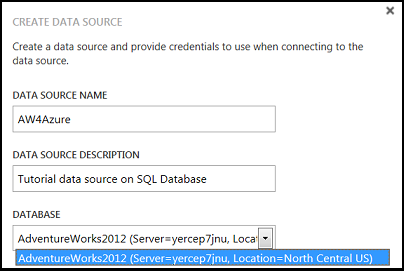 CREATE DATA SOURCE
Create a data source and provide credentials to use when connecting to the
data source.
DATA SOURCE NAME
AW4Azure
DATA SOURCE DESCRIPTION
Tutorial data source on SQL Database
DATABASE
AdventureWorks2012 (Server=yercep7jnu, Locat
AdventureWorks2012 (Server=yercep7jnu, Location=North Central US)